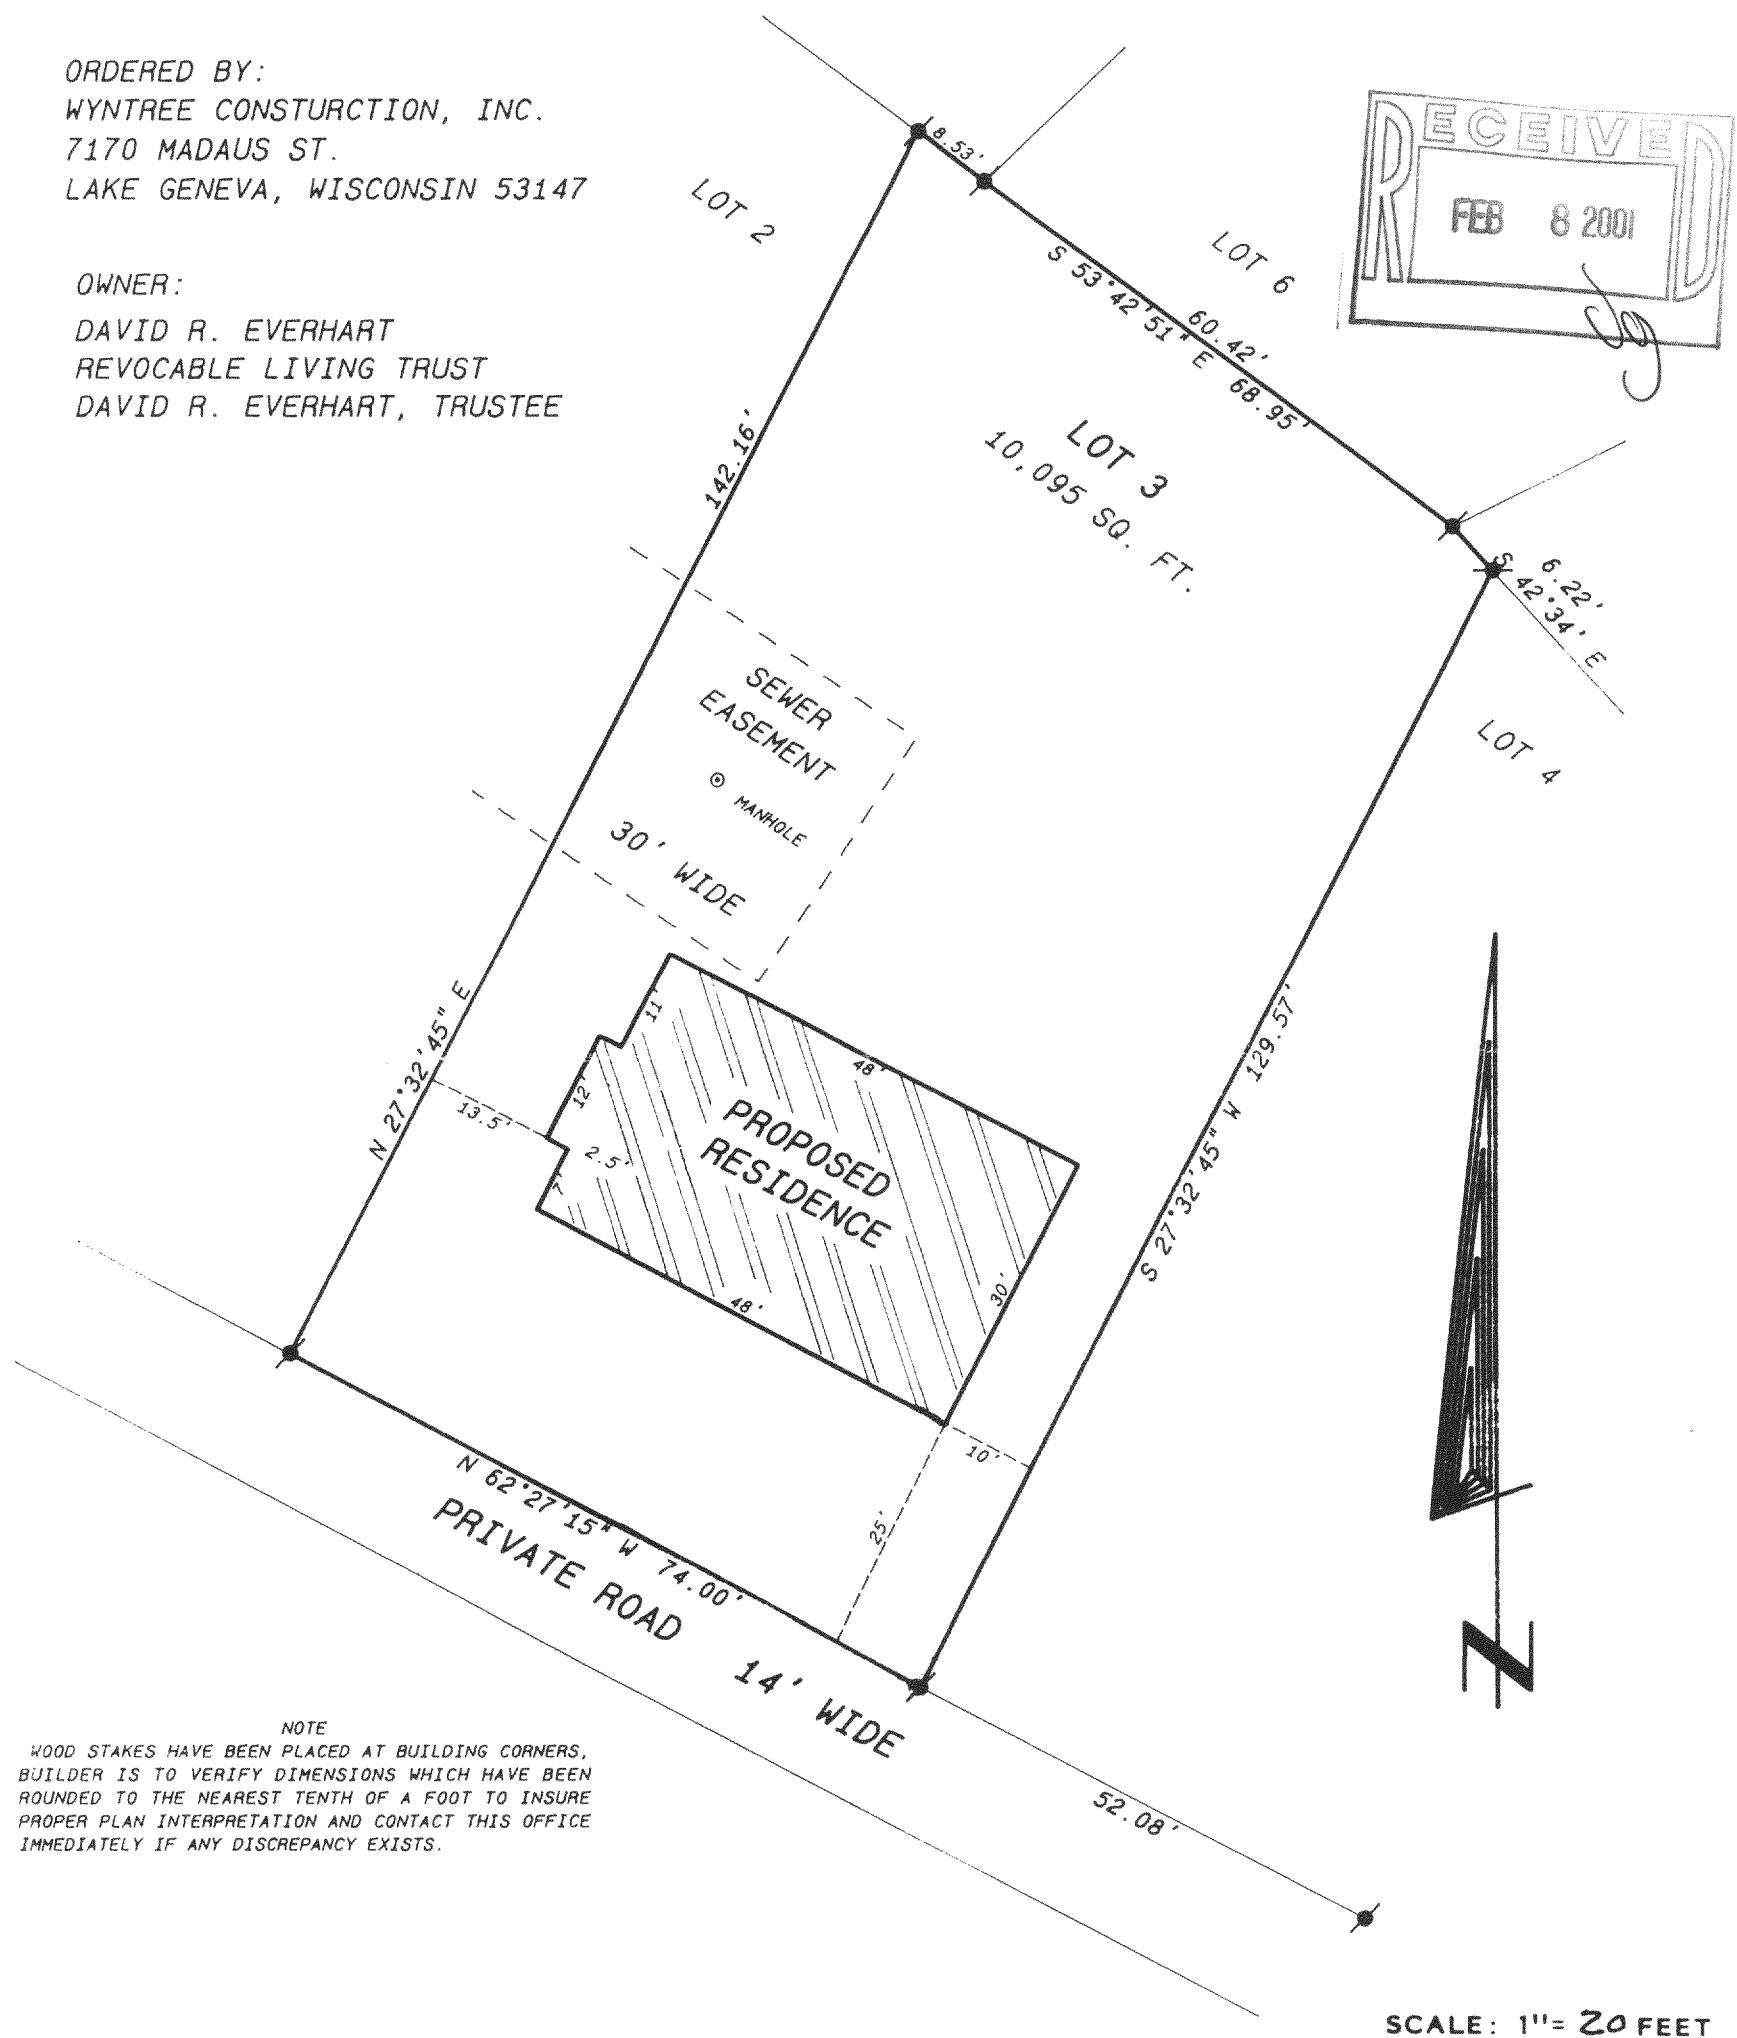 ORDERED BY:
WYNTREE CONSTURCTION, INC.
7170 MADAUS ST.
LAKE GENEVA, WISCONSIN 53147
OWNER:
DAVID R. EVERHART
REVOCABLE LIVING TRUST
DAVID R. EVERHART, TRUSTEE
RECEIVED
FEB 8 2001
LOT 2
8.53'
LOT 6
S 53°42'51" E 68.95'
60.42'
LOT 3
10,095 SQ. FT.
142.16'
6.22'
S 42°34' E
LOT 4
SEWER
EASEMENT
MANHOLE
30' WIDE
N 27°32'45" E
S 27°32'45" W 129.57'
11'
48'
12'
13.5'
2.5'
7'
PROPOSED
RESIDENCE
30'
48'
10'
25'
N 62°27'15" W 74.00'
PRIVATE ROAD 14' WIDE
52.08'
NOTE
WOOD STAKES HAVE BEEN PLACED AT BUILDING CORNERS,
BUILDER IS TO VERIFY DIMENSIONS WHICH HAVE BEEN
ROUNDED TO THE NEAREST TENTH OF A FOOT TO INSURE
PROPER PLAN INTERPRETATION AND CONTACT THIS OFFICE
IMMEDIATELY IF ANY DISCREPANCY EXISTS.
N
SCALE: 1"= 20 FEET